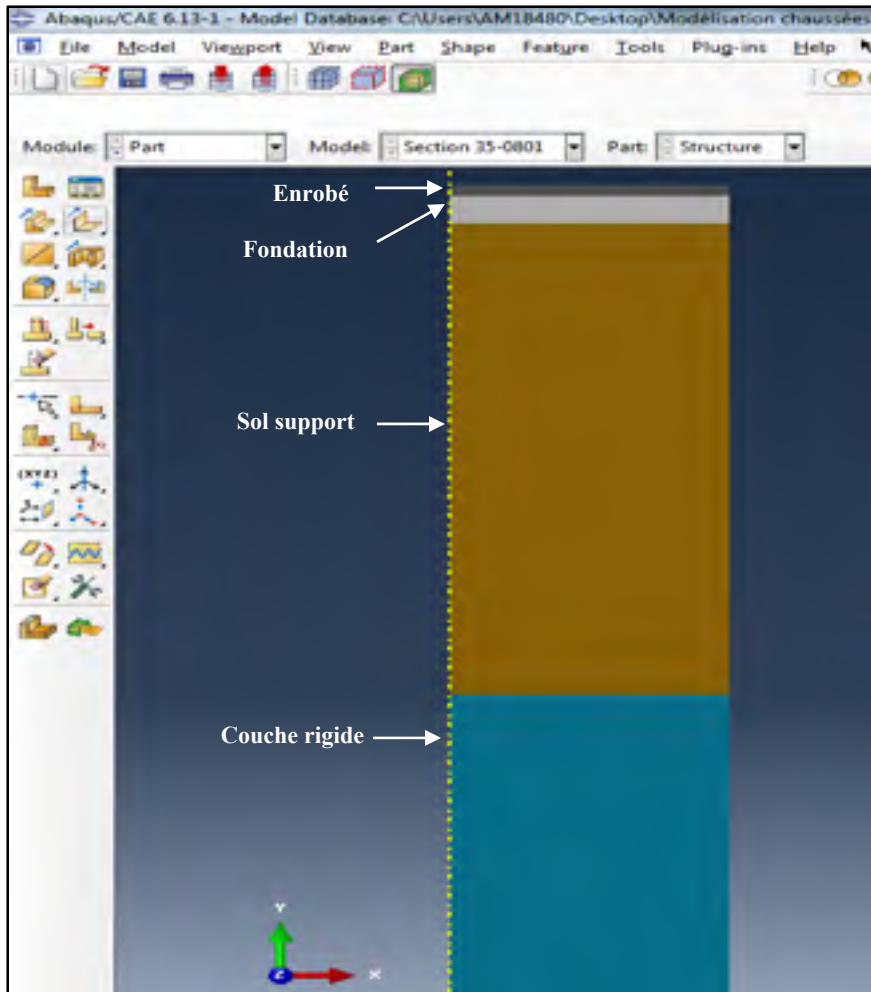 Abaqus/CAE 6.13-1 - Model Database: C:\Users\AM18480\Desktop\Modélisation chaussées
File Model Viewport View Part Shape Feature Tools Plug-ins Help
Module: Part Model: Section 35-0801 Part: Structure
Enrobé
Fondation
Sol support
(XYZ)
Couche rigide
Y
Z X